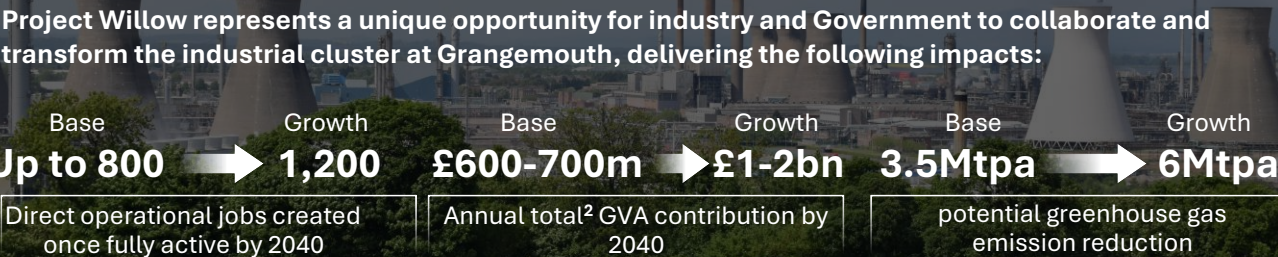 Project Willow represents a unique opportunity for industry and Government to collaborate and
transform the industrial cluster at Grangemouth, delivering the following impacts:
Base Growth Base Growth Base Growth
Up to 800 1,200 £600-700m £1-2bn 3.5Mtpa 6Mtpa
Direct operational jobs created
once fully active by 2040
Annual total² GVA contribution by
2040
potential greenhouse gas
emission reduction